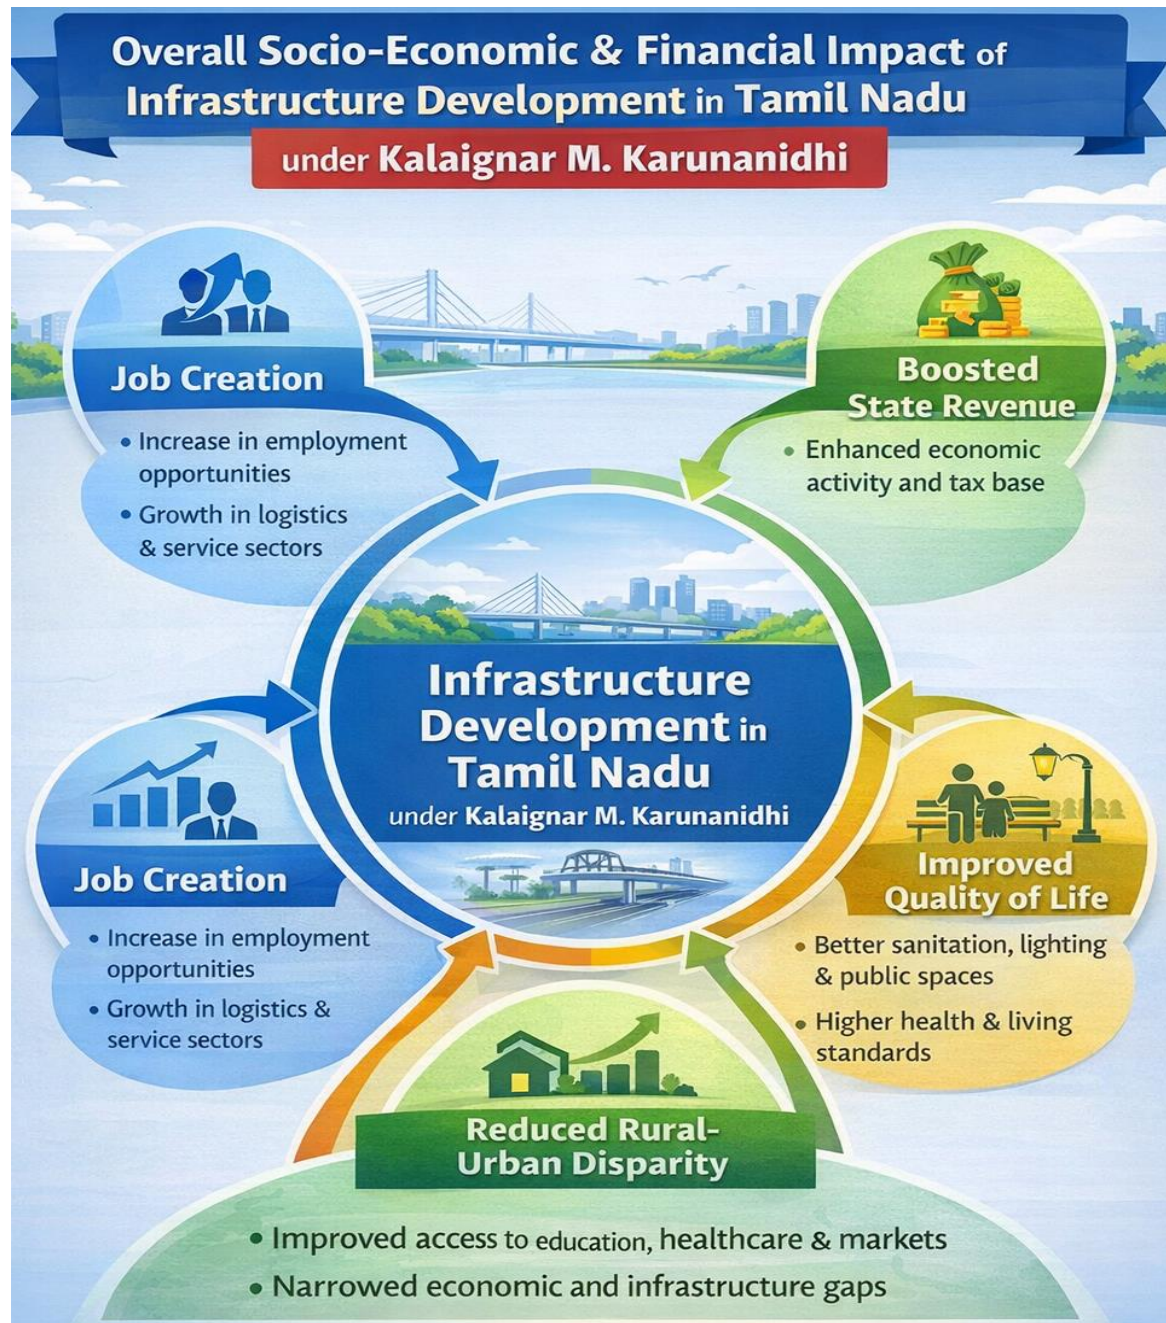 Overall Socio-Economic & Financial Impact of
Infrastructure Development in Tamil Nadu
under Kalaignar M. Karunanidhi
Job Creation
• Increase in employment
opportunities
• Growth in logistics
& service sectors
Boosted
State Revenue
• Enhanced economic
activity and tax base
Infrastructure
Development in
Tamil Nadu
under Kalaignar M. Karunanidhi
Job Creation
• Increase in employment
opportunities
• Growth in logistics &
service sectors
Improved
Quality of Life
• Better sanitation, lighting
& public spaces
• Higher health & living
standards
Reduced Rural-
Urban Disparity
• Improved access to education, healthcare & markets
• Narrowed economic and infrastructure gaps